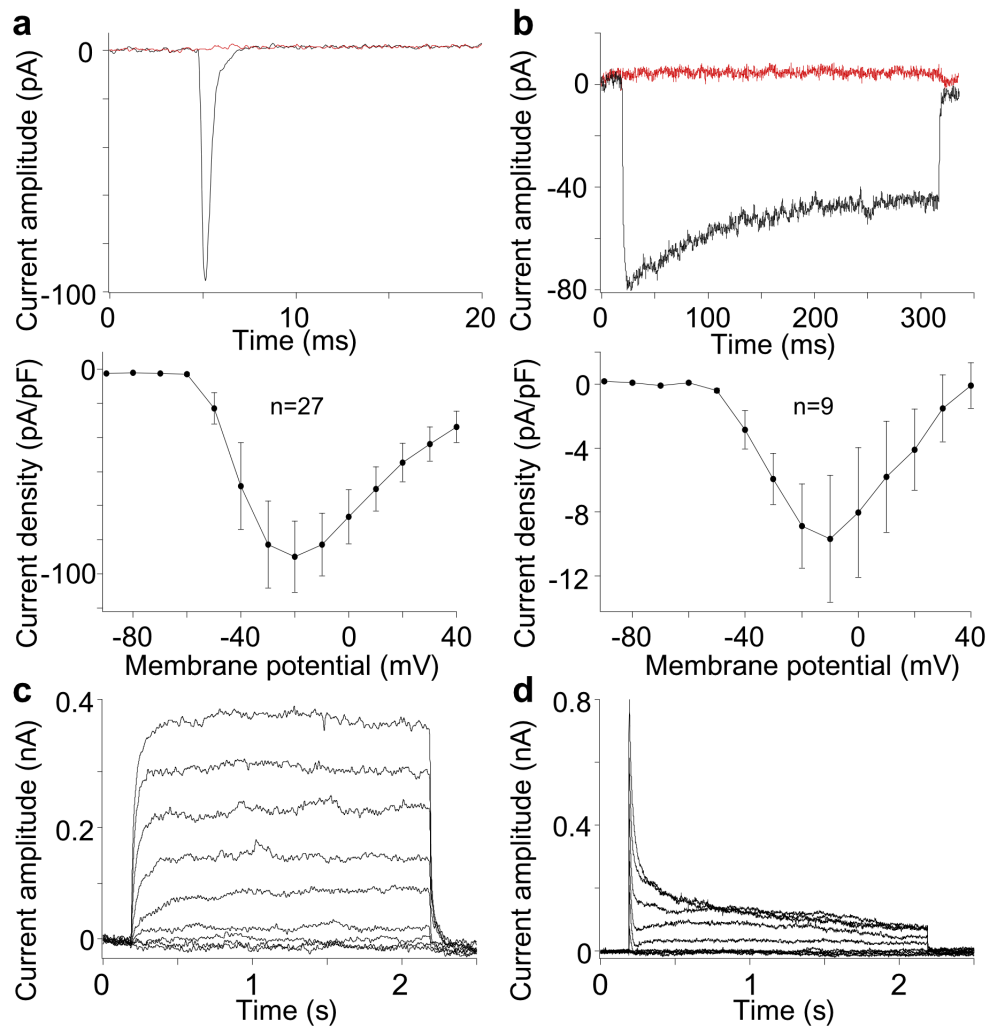 a
Current amplitude (pA)
0
-100
0
10
20
Time (ms)
b
Current amplitude (pA)
0
-40
-80
0
100
200
300
Time (ms)
Current density (pA/pF)
0
-100
n=27
-80
-40
0
40
Membrane potential (mV)
Current density (pA/pF)
0
-4
-8
-12
n=9
-80
-40
0
40
Membrane potential (mV)
c
Current amplitude (nA)
0.4
0.2
0
0
1
2
Time (s)
d
Current amplitude (nA)
0.8
0.4
0
0
1
2
Time (s)